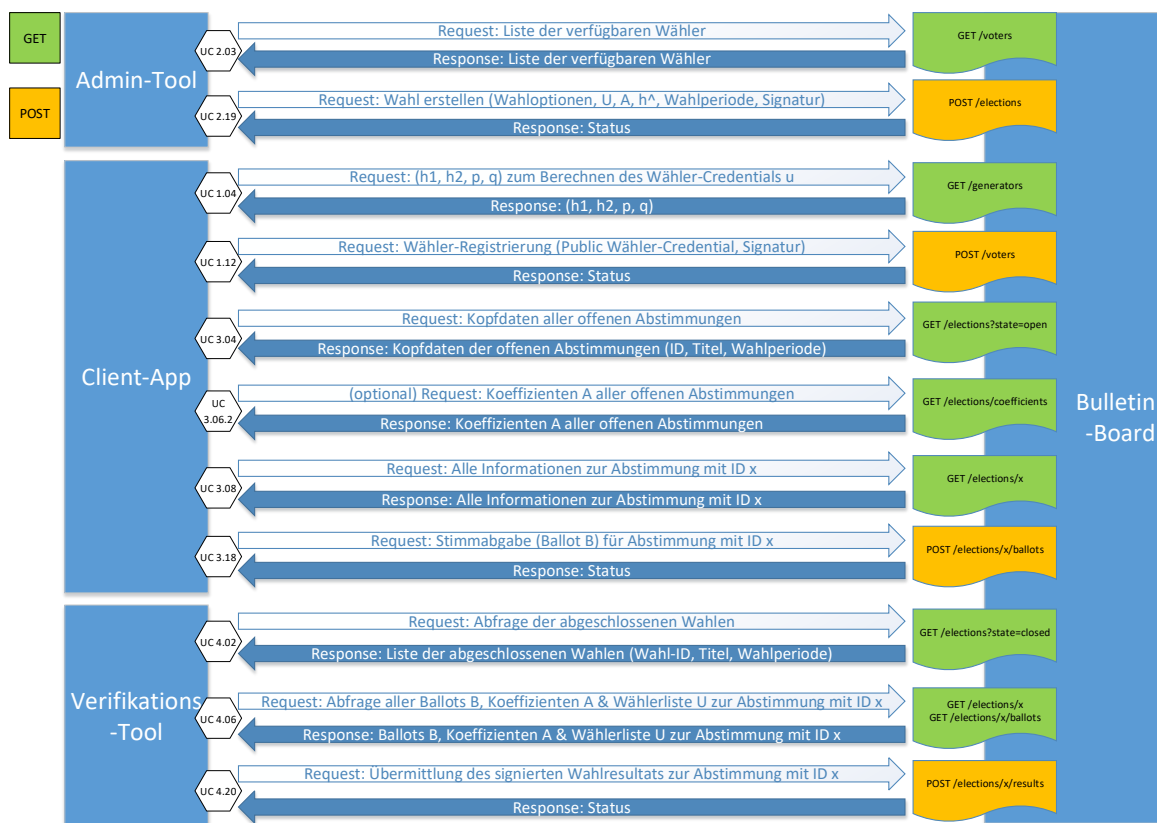 GET
POST
Admin-Tool
UC 2.03
Request: Liste der verfügbaren Wähler
Response: Liste der verfügbaren Wähler
GET /voters
UC 2.19
Request: Wahl erstellen (Wahloptionen, U, A, h^, Wahlperiode, Signatur)
Response: Status
POST /elections
Client-App
UC 1.04
Request: (h1, h2, p, q) zum Berechnen des Wähler-Credentials u
Response: (h1, h2, p, q)
GET /generators
UC 1.12
Request: Wähler-Registrierung (Public Wähler-Credential, Signatur)
Response: Status
POST /voters
UC 3.04
Request: Kopfdaten aller offenen Abstimmungen
Response: Kopfdaten der offenen Abstimmungen (ID, Titel, Wahlperiode)
GET /elections?state=open
UC
3.06.2
(optional) Request: Koeffizienten A aller offenen Abstimmungen
Response: Koeffizienten A aller offenen Abstimmungen
GET /elections/coefficients
UC 3.08
Request: Alle Informationen zur Abstimmung mit ID x
Response: Alle Informationen zur Abstimmung mit ID x
GET /elections/x
UC 3.18
Request: Stimmabgabe (Ballot B) für Abstimmung mit ID x
Response: Status
POST /elections/x/ballots
Verifikations
-Tool
UC 4.02
Request: Abfrage der abgeschlossenen Wahlen
Response: Liste der abgeschlossenen Wahlen (Wahl-ID, Titel, Wahlperiode)
GET /elections?state=closed
UC 4.06
Request: Abfrage aller Ballots B, Koeffizienten A & Wählerliste U zur Abstimmung mit ID x
Response: Ballots B, Koeffizienten A & Wählerliste U zur Abstimmung mit ID x
GET /elections/x
GET /elections/x/ballots
UC 4.20
Request: Übermittlung des signierten Wahlresultats zur Abstimmung mit ID x
Response: Status
POST /elections/x/results
Bulletin
-Board